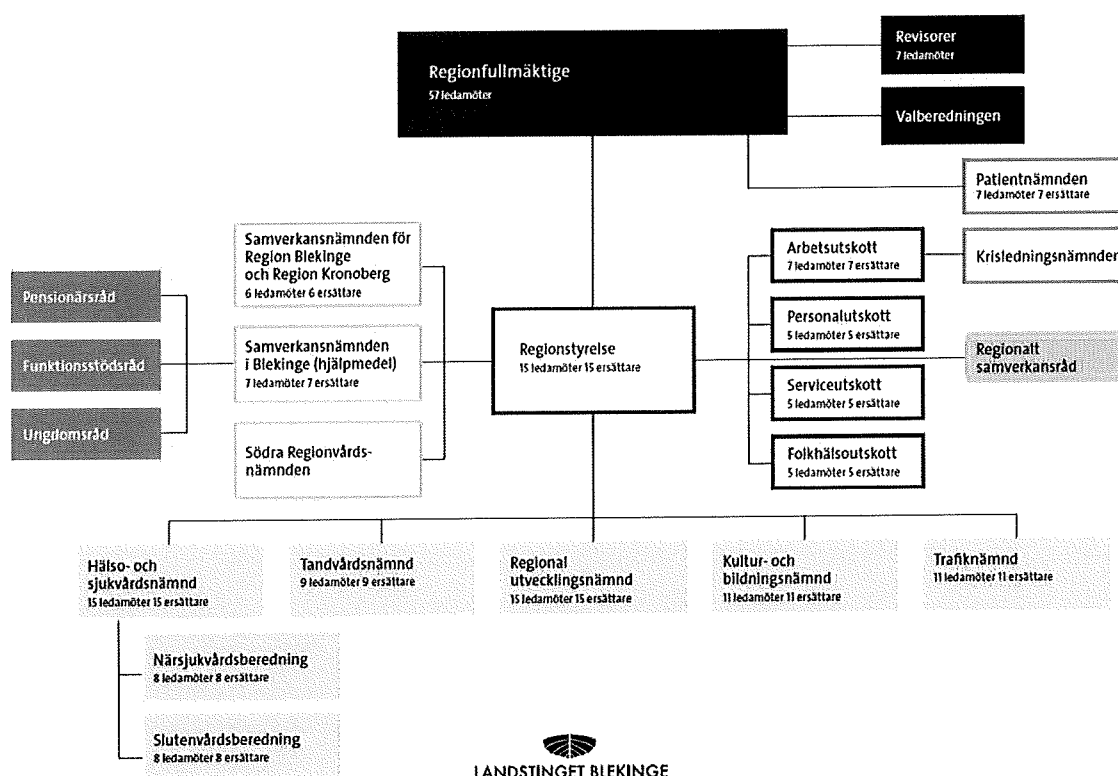 Regionfullmäktige
57 ledamöter
Revisorer
7 ledamöter
Valberedningen
Patientnämnden
7 ledamöter 7 ersättare
Samverkansnämnden för
Region Blekinge
och Region Kronoberg
6 ledamöter 6 ersättare
Arbetsutskott
7 ledamöter 7 ersättare
Krisledningsnämnden
Pensionärsråd
Personalutskott
5 ledamöter 5 ersättare
Funktionsstödsråd
Samverkansnämnden
i Blekinge (hjälpmedel)
7 ledamöter 7 ersättare
Regionstyrelse
15 ledamöter 15 ersättare
Regionalt
samverkansråd
Serviceutskott
5 ledamöter 5 ersättare
Ungdomsråd
Södra Regionvårds-
nämnden
Folkhälsoutskott
5 ledamöter 5 ersättare
Hälso- och
sjukvårdsnämnd
15 ledamöter 15 ersättare
Tandvårdsnämnd
9 ledamöter 9 ersättare
Regional
utvecklingsnämnd
15 ledamöter 15 ersättare
Kultur- och
bildningsnämnd
11 ledamöter 11 ersättare
Trafiknämnd
11 ledamöter 11 ersättare
Närsjukvårdsberedning
8 ledamöter 8 ersättare
Slutenvårdsberedning
8 ledamöter 8 ersättare
LANDSTINGET BLEKINGE